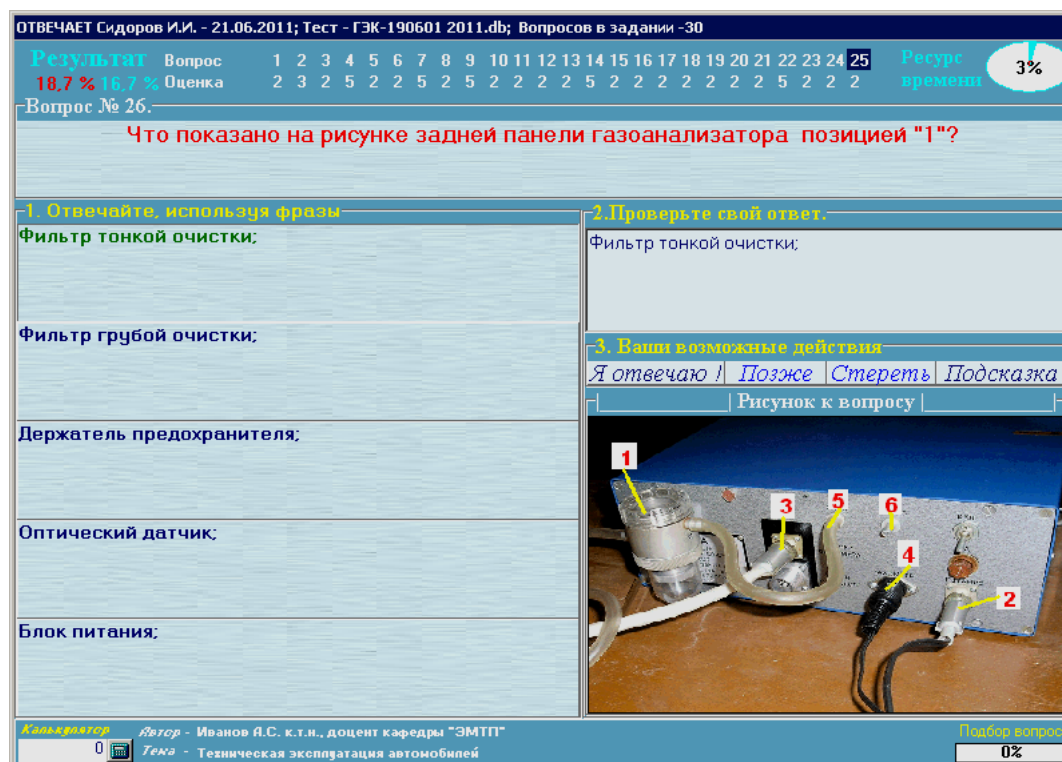 ОТВЕЧАЕТ Сидоров И.И. - 21.06.2011; Тест - ГЭК-190601 2011.db; Вопросов в задании -30
Результат Вопрос 1 2 3 4 5 6 7 8 9 10 11 12 13 14 15 16 17 18 19 20 21 22 23 24 25 Ресурс
18,7 % 16,7 % Оценка 2 3 2 5 2 2 5 2 5 2 2 2 2 5 2 2 2 2 2 2 2 5 2 2 2 времени 3%
Вопрос № 26.
Что показано на рисунке задней панели газоанализатора позицией "1"?
1. Отвечайте, используя фразы
Фильтр тонкой очистки;
Фильтр грубой очистки;
Держатель предохранителя;
Оптический датчик;
Блок питания;
2.Проверьте свой ответ.
Фильтр тонкой очистки;
3. Ваши возможные действия
Я отвечаю ! Позже Стереть Подсказка
Рисунок к вопросу
1
3
5
6
4
2
Калькулятор
0
Автор - Иванов А.С. к.т.н., доцент кафедры "ЭМТП"
Тема - Техническая эксплуатация автомобилей
Подбор вопрос
0%